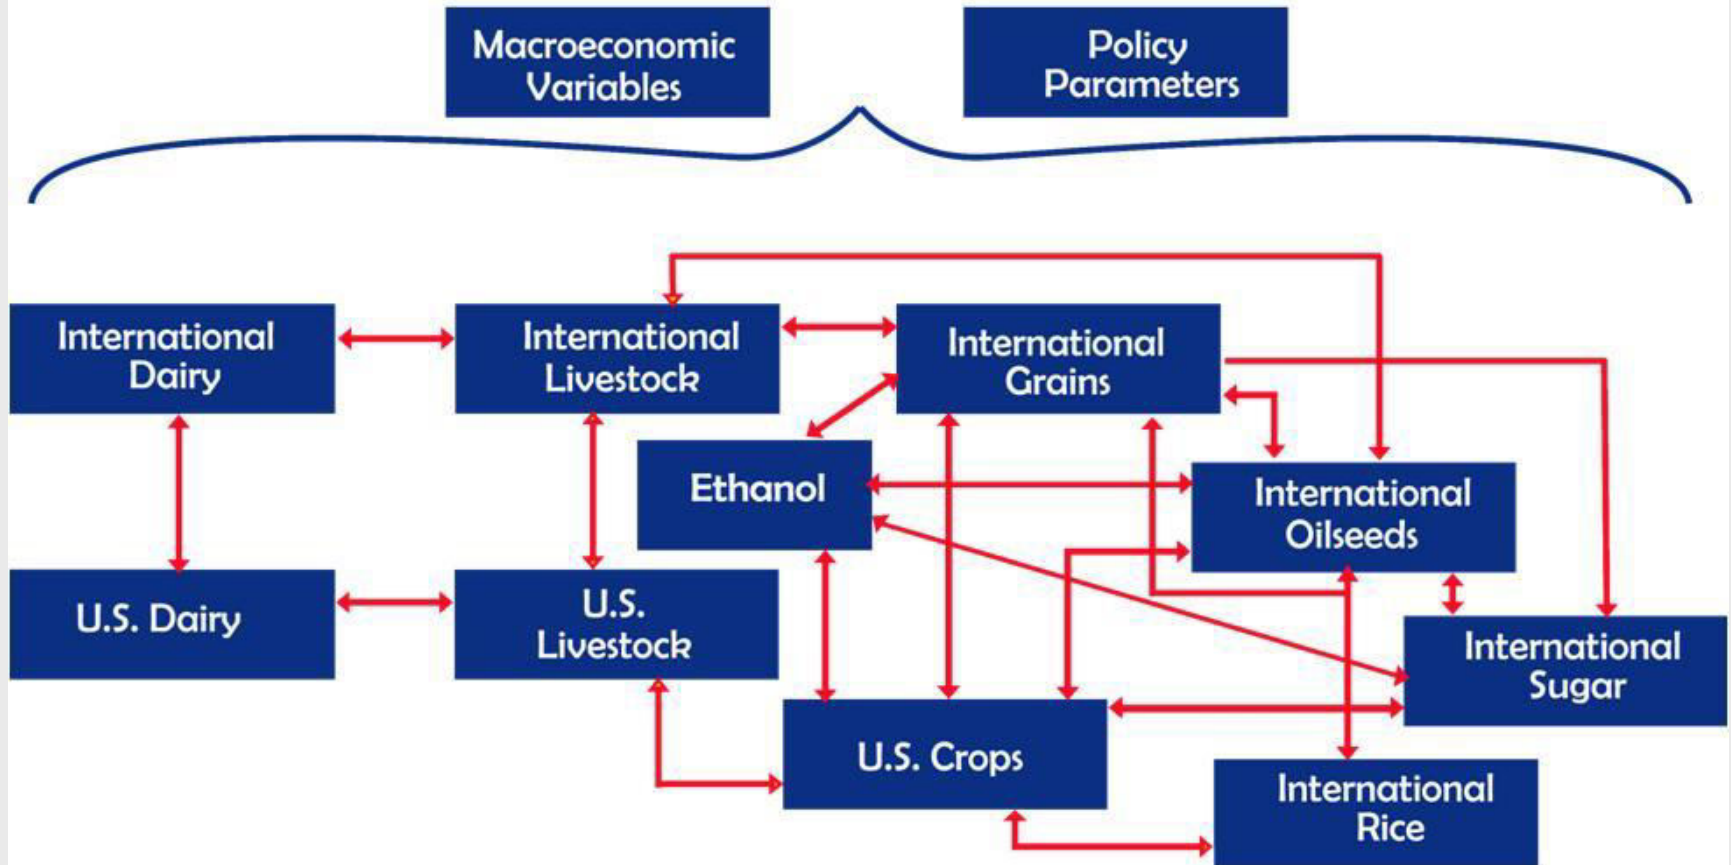 Macroeconomic
Variables
Policy
Parameters
International
Dairy
International
Livestock
International
Grains
Ethanol
International
Oilseeds
U.S. Dairy
U.S.
Livestock
International
Sugar
U.S. Crops
International
Rice